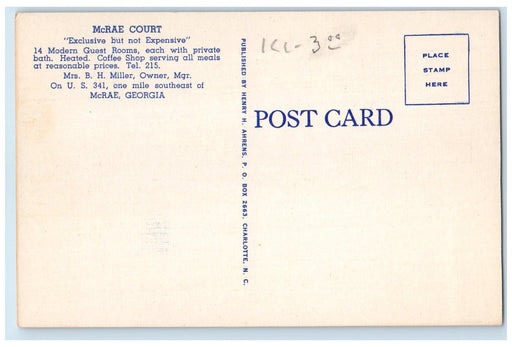 McRAE COURT
"Exclusive but not Expensive"
14 Modern Guest Rooms, each with private
bath. Heated. Coffee Shop serving all meals
at reasonable prices. Tel. 215.
Mrs. B. H. Miller, Owner, Mgr.
On U. S. 341, one mile southeast of
McRAE, GEORGIA
PUBLISHED BY HENRY H. AHRENS, P. O. BOX 2663, CHARLOTTE, N. C.
3 00
POST CARD
PLACE
STAMP
HERE